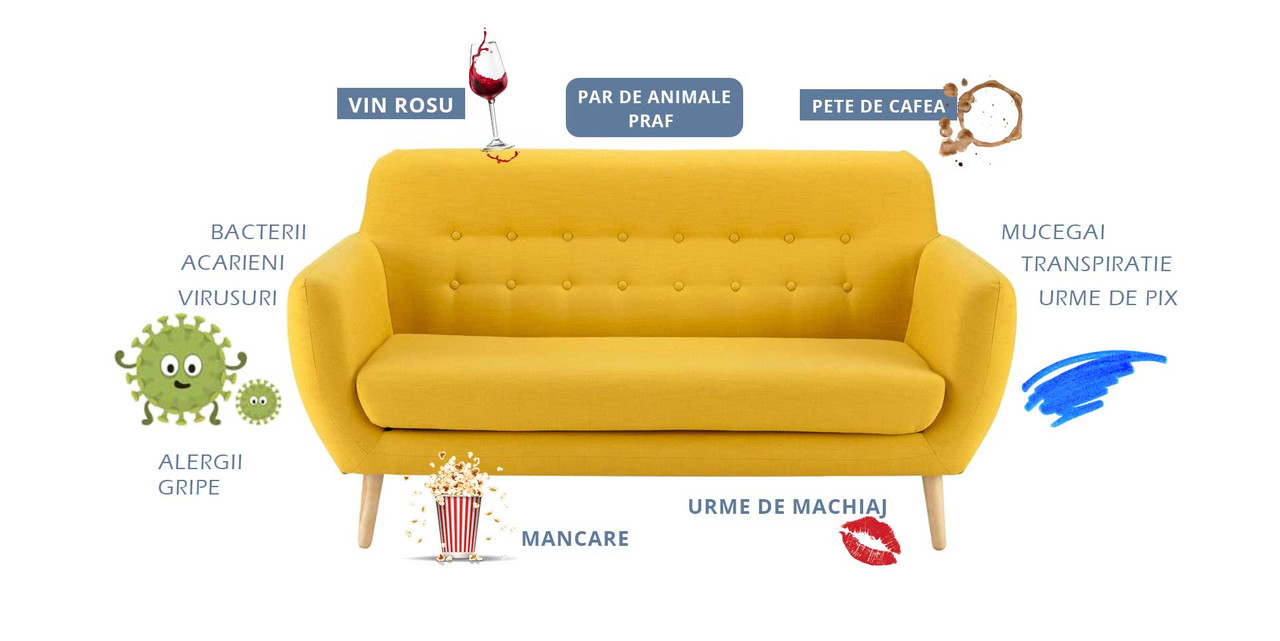 VIN ROSU
PAR DE ANIMALE
PRAF
PETE DE CAFEA
BACTERII
ACARIENI
VIRUSURI
MUCEGAI
TRANSPIRATIE
URME DE PIX
ALERGII
GRIPE
URME DE MACHIAJ
MANCARE